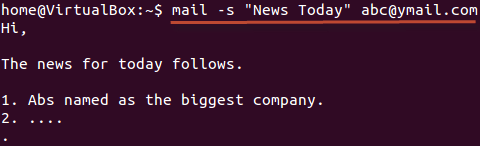 home@VirtualBox:~$ mail -s "News Today" abc@ymail.com
Hi,
The news for today follows.
1. Abs named as the biggest company.
2. ....
.